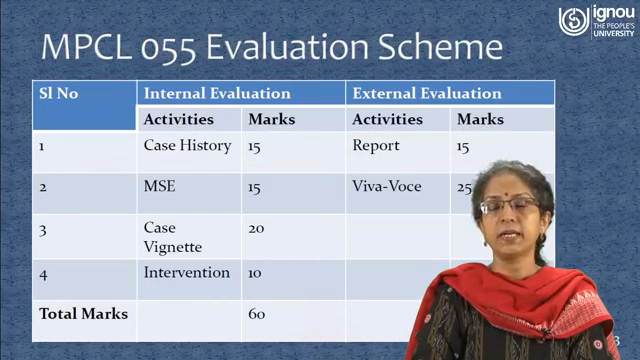 ignou
THE PEOPLE'S
UNIVERSITY
MPCL 055 Evaluation Scheme
Sl No Internal Evaluation External Evaluation
Activities Marks Activities Marks
1 Case History 15 Report 15
2 MSE 15 Viva-Voce 25
3 Case Vignette 20
4 Intervention 10
Total Marks 60
3